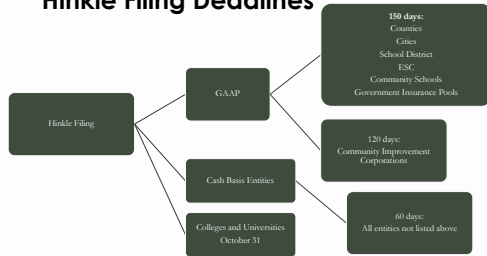 Hinkle Filing Deadlines
150 days:
Counties
Cities
School District
ESC
Community Schools
Government Insurance Pools
GAAP
Hinkle Filing
120 days:
Community Improvement
Corporations
Cash Basis Entities
60 days:
All entities not listed above
Colleges and Universities
October 31